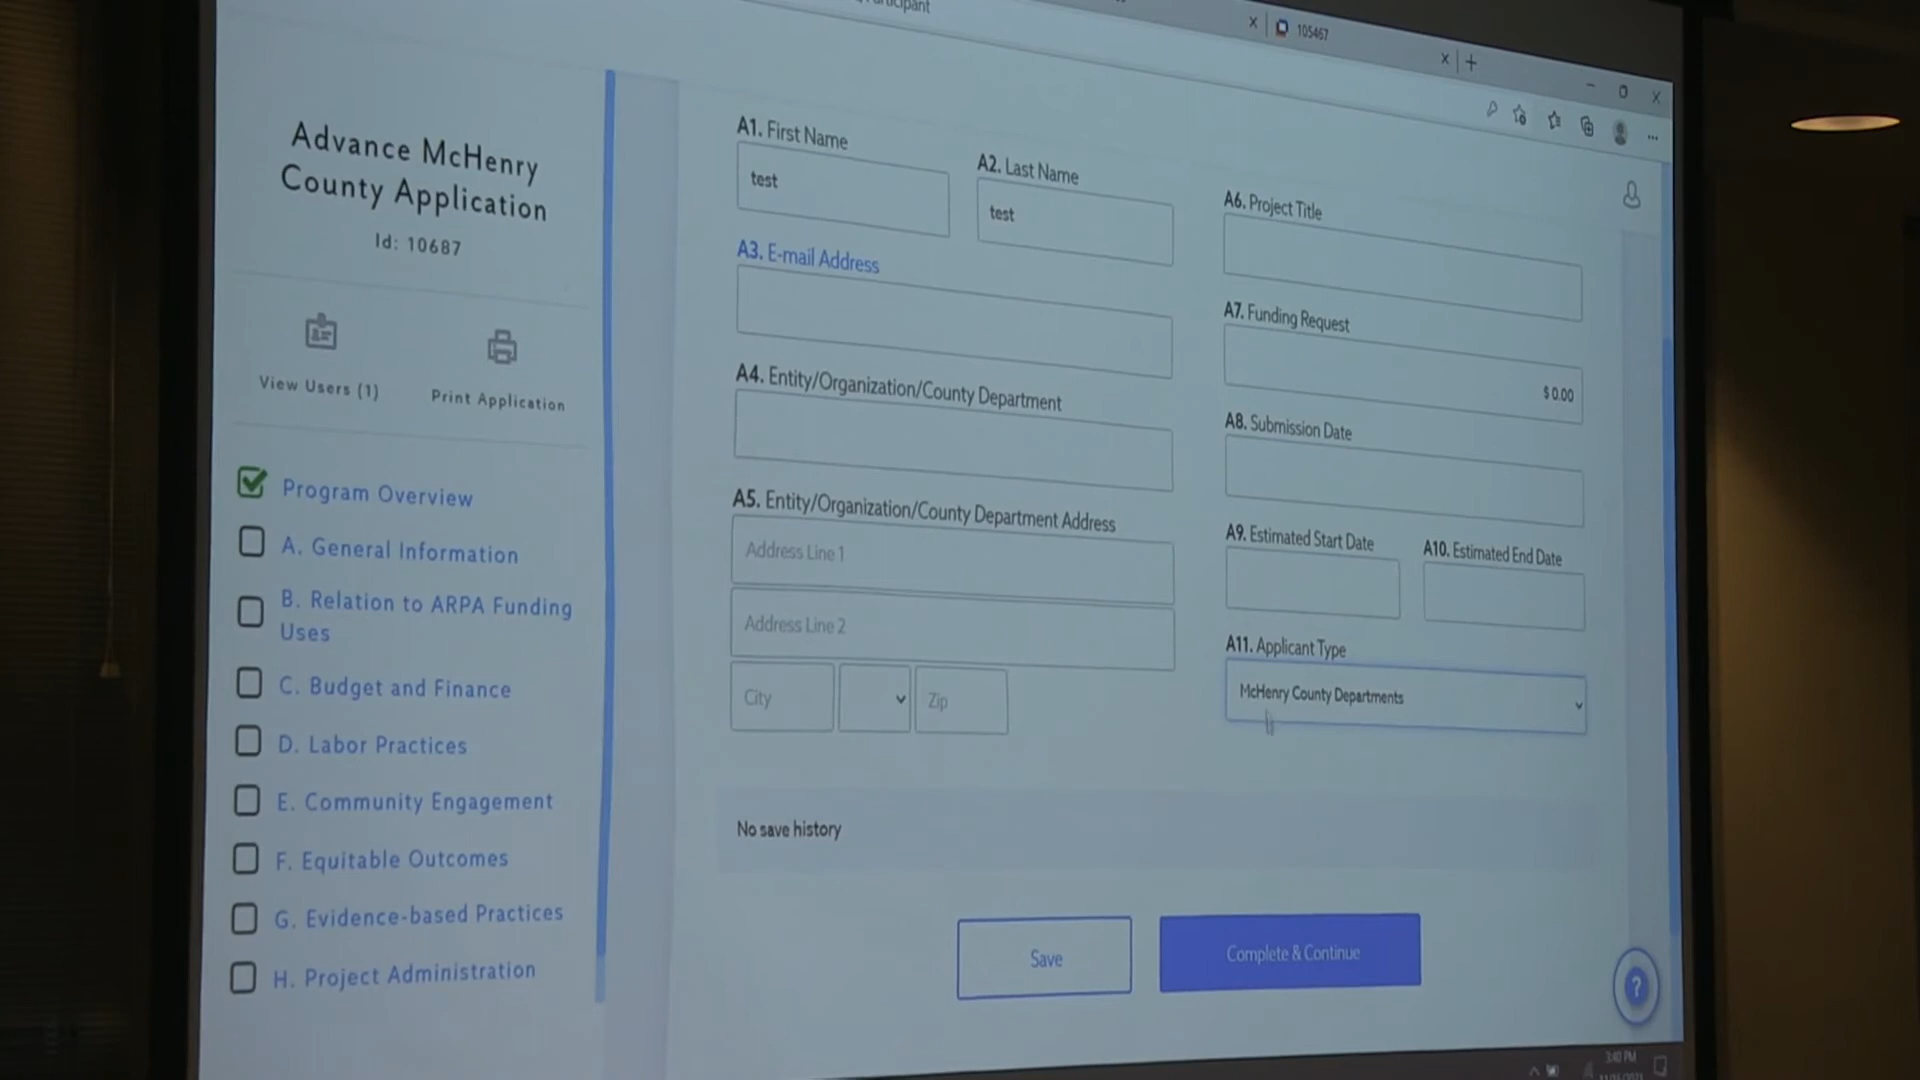 105467
Advance McHenry
County Application
Id: 10687
View Users (1)
Print Application
Program Overview
A. General Information
B. Relation to ARPA Funding
Uses
C. Budget and Finance
D. Labor Practices
E. Community Engagement
F. Equitable Outcomes
G. Evidence-based Practices
H. Project Administration
A1. First Name
test
A2. Last Name
test
A3. E-mail Address
A4. Entity/Organization/County Department
A5. Entity/Organization/County Department Address
Address Line 1
Address Line 2
City
Zip
A6. Project Title
A7. Funding Request
$0.00
A8. Submission Date
A9. Estimated Start Date
A10. Estimated End Date
A11. Applicant Type
McHenry County Departments
No save history
Save
Complete & Continue
?
3:40 PM